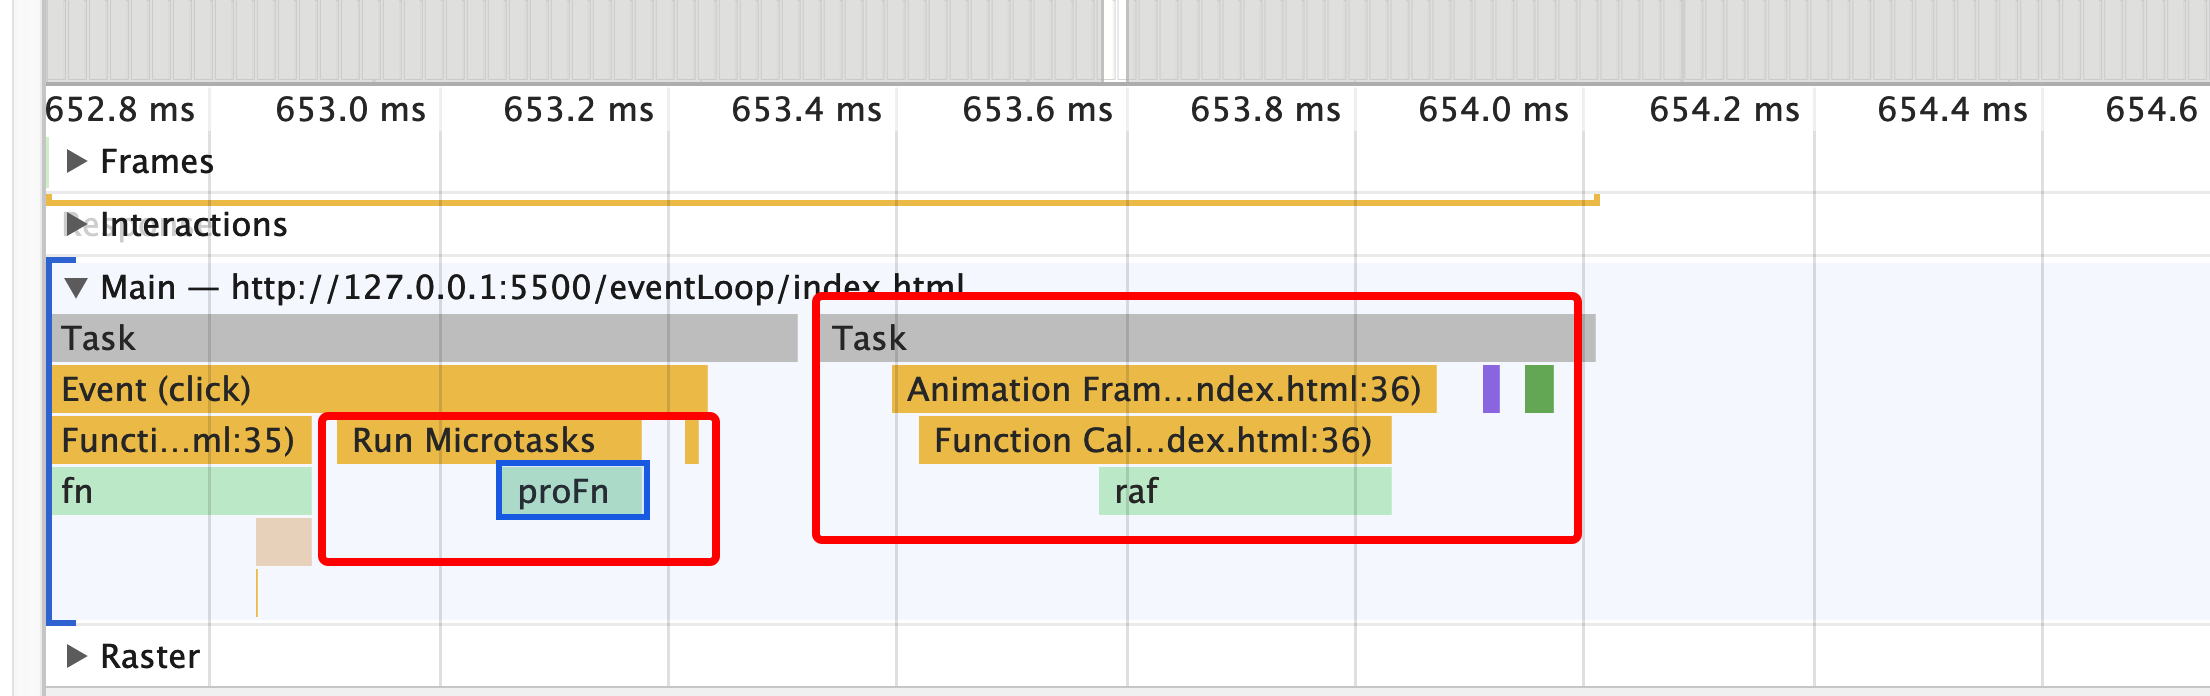 652.8 ms 653.0 ms 653.2 ms 653.4 ms 653.6 ms 653.8 ms 654.0 ms 654.2 ms 654.4 ms 654.6
Frames
Response
Interactions
Main — http://127.0.0.1:5500/eventLoop/index.html
Task Task
Event (click) Animation Fram...ndex.html:36)
Functi...ml:35) Run Microtasks Function Cal...dex.html:36)
fn proFn raf
Raster